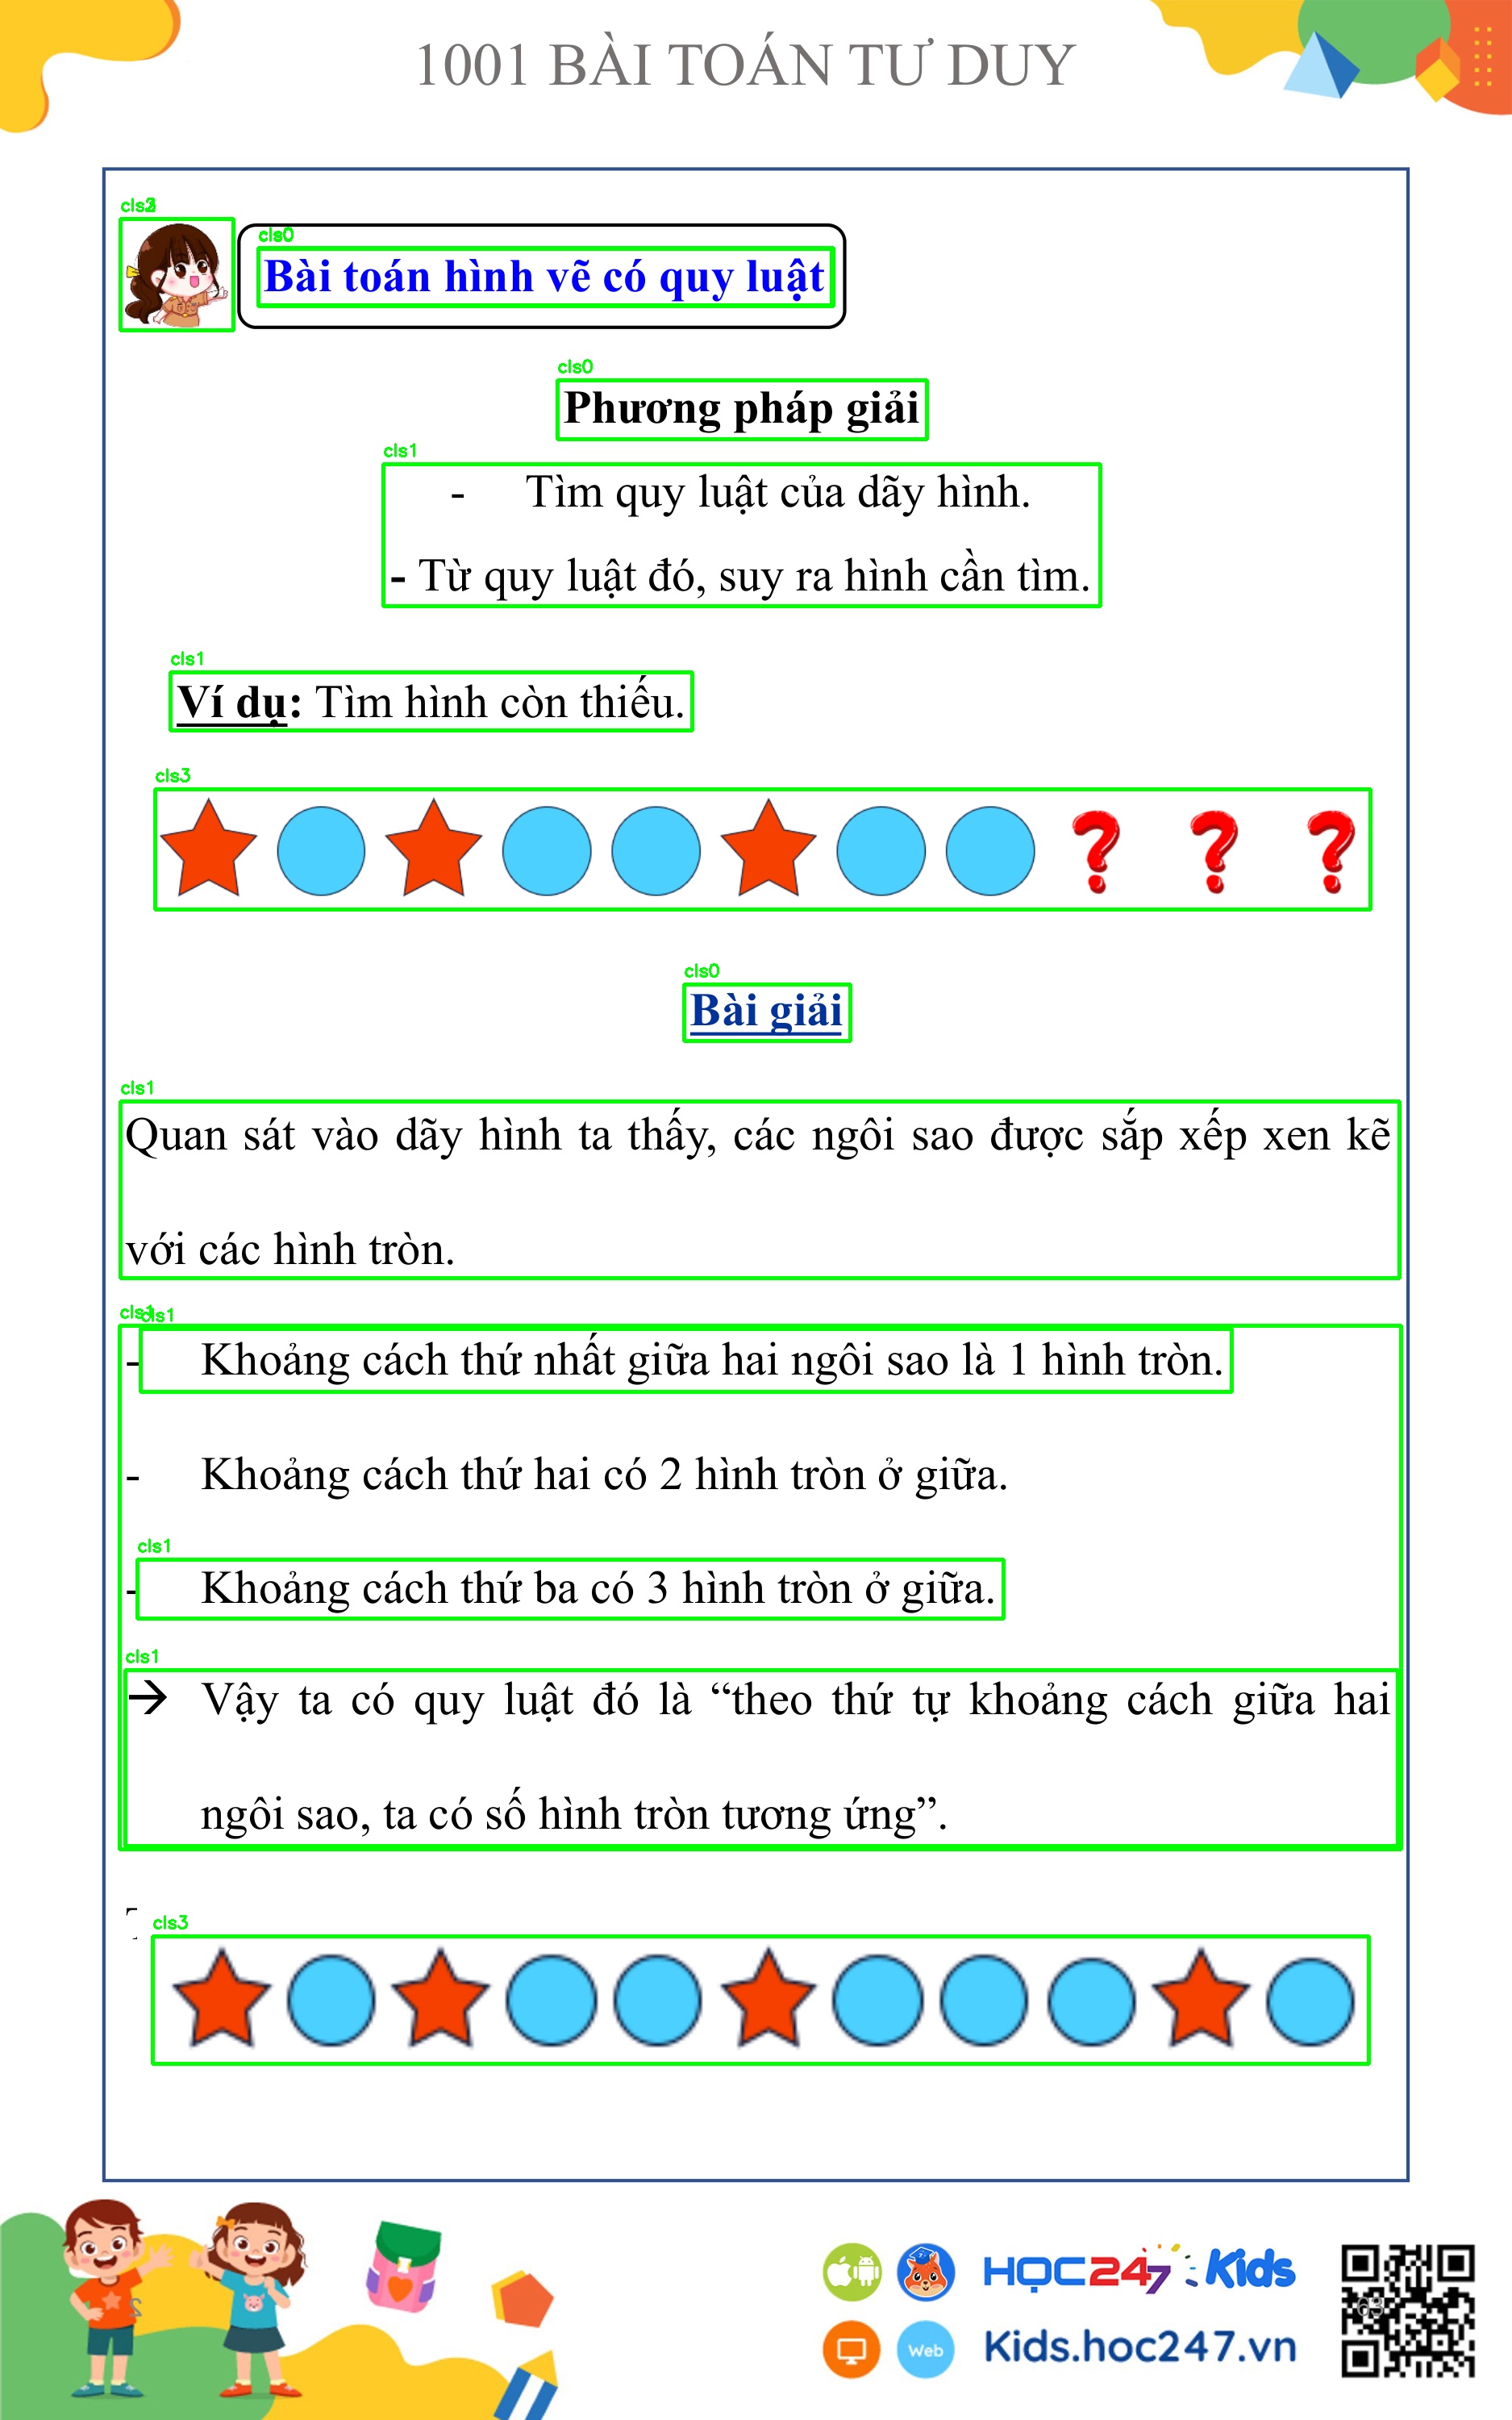 1001 BÀI TOÁN TƯ DUY
cls0
Bài toán hình vẽ có quy luật
cls0
Phương pháp giải
cls1
- Tìm quy luật của dãy hình.
- Từ quy luật đó, suy ra hình cần tìm.
cls1
Ví dụ: Tìm hình còn thiếu.
cls3
? ? ?
cls0
Bài giải
cls1
Quan sát vào dãy hình ta thấy, các ngôi sao được sắp xếp xen kẽ
với các hình tròn.
cls1
cls1
- Khoảng cách thứ nhất giữa hai ngôi sao là 1 hình tròn.
- Khoảng cách thứ hai có 2 hình tròn ở giữa.
cls1
- Khoảng cách thứ ba có 3 hình tròn ở giữa.
cls1
→ Vậy ta có quy luật đó là “theo thứ tự khoảng cách giữa hai
ngôi sao, ta có số hình tròn tương ứng”.
cls3
HỌC247 Kids
63
Web
Kids.hoc247.vn